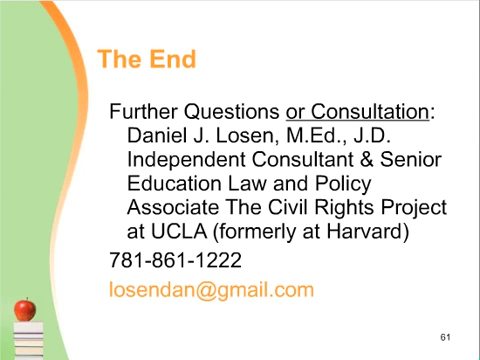 The End
Further Questions or Consultation:
Daniel J. Losen, M.Ed., J.D.
Independent Consultant & Senior
Education Law and Policy
Associate The Civil Rights Project
at UCLA (formerly at Harvard)
781-861-1222
losendan@gmail.com
61